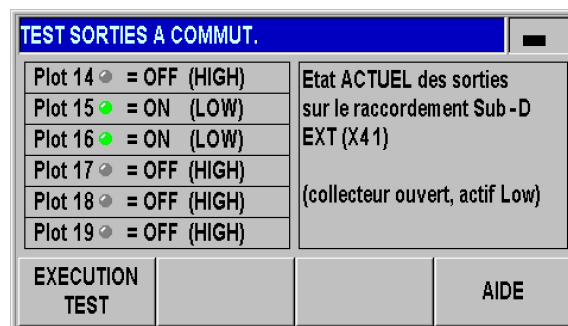 TEST SORTIES A COMMUT.
Plot 14 = OFF (HIGH)
Plot 15 = ON (LOW)
Plot 16 = ON (LOW)
Plot 17 = OFF (HIGH)
Plot 18 = OFF (HIGH)
Plot 19 = OFF (HIGH)
Etat ACTUEL des sorties
sur le raccordement Sub-D
EXT (X41)
(collecteur ouvert, actif Low)
EXECUTION
TEST
AIDE